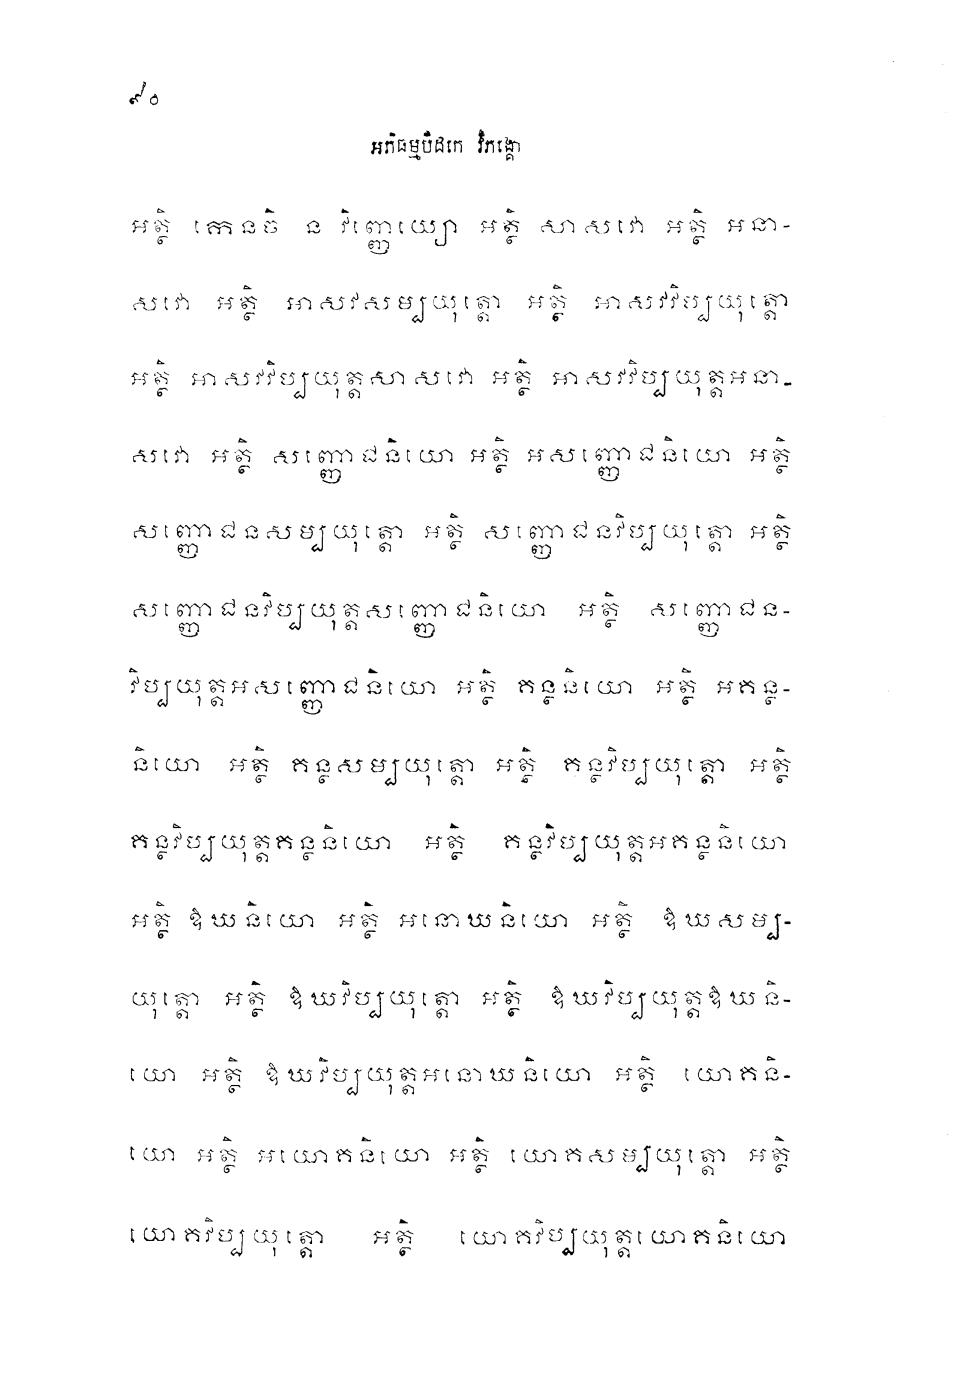 ៩០
អភិធម្មបិដកេ វិភង្គោ
អត្ថិ កេនចិ ន វិញ្ញេយ្យោ អត្ថិ សាសវោ អត្ថិ អនា-
សវោ អត្ថិ អាសវសម្បយុត្តោ អត្ថិ អាសវវិប្បយុត្តោ
អត្ថិ អាសវវិប្បយុត្តសាសវោ អត្ថិ អាសវវិប្បយុត្តអនា-
សវោ អត្ថិ សញ្ញោជនិយោ អត្ថិ អសញ្ញោជនិយោ អត្ថិ
សញ្ញោជនសម្បយុត្តោ អត្ថិ សញ្ញោជនវិប្បយុត្តោ អត្ថិ
សញ្ញោជនវិប្បយុត្តសញ្ញោជនិយោ អត្ថិ សញ្ញោជន-
វិប្បយុត្តអសញ្ញោជនិយោ អត្ថិ គន្ថនិយោ អត្ថិ អគន្ថ-
និយោ អត្ថិ គន្ថសម្បយុត្តោ អត្ថិ គន្ថវិប្បយុត្តោ អត្ថិ
គន្ថវិប្បយុត្តគន្ថនិយោ អត្ថិ គន្ថវិប្បយុត្តអគន្ថនិយោ
អត្ថិ ឱឃនិយោ អត្ថិ អនោឃនិយោ អត្ថិ ឱឃសម្ប-
យុត្តោ អត្ថិ ឱឃវិប្បយុត្តោ អត្ថិ ឱឃវិប្បយុត្តឱឃនិ-
យោ អត្ថិ ឱឃវិប្បយុត្តអនោឃនិយោ អត្ថិ យោគនិ-
យោ អត្ថិ អយោគនិយោ អត្ថិ យោគសម្បយុត្តោ អត្ថិ
យោគវិប្បយុត្តោ អត្ថិ យោគវិប្បយុត្តយោគនិយោ